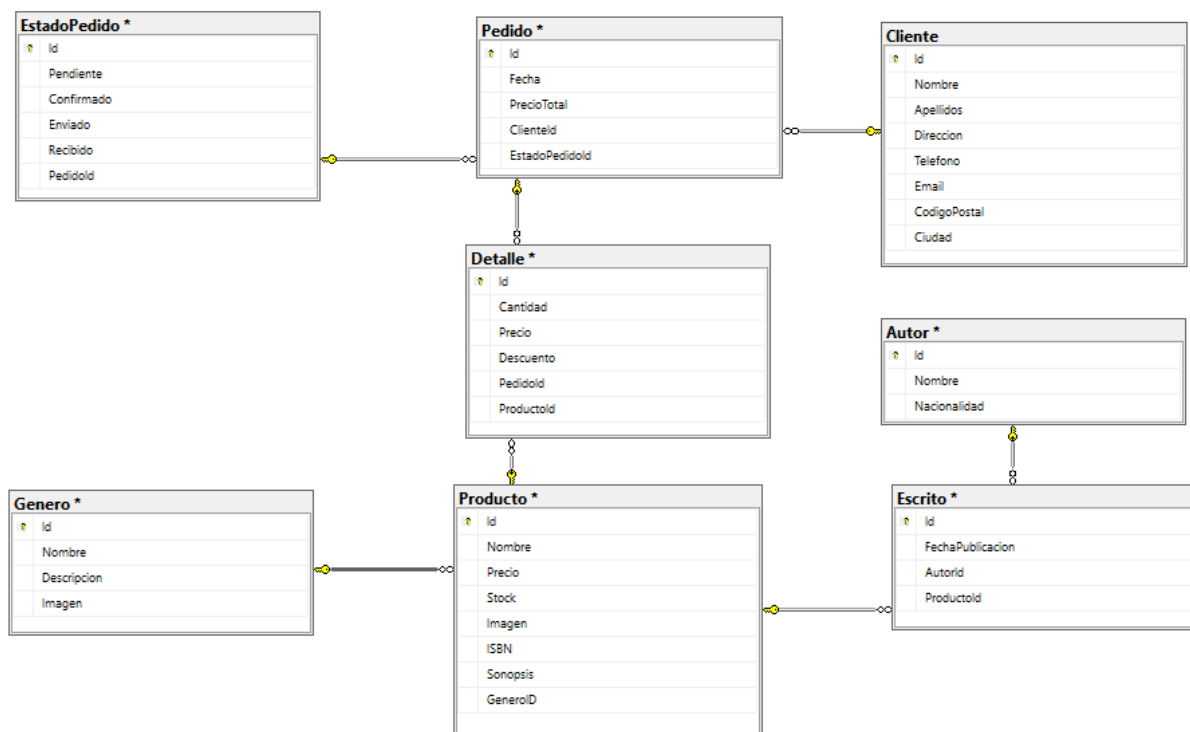 EstadoPedido *
Id
Pendiente
Confirmado
Enviado
Recibido
PedidoId
Pedido *
Id
Fecha
PrecioTotal
ClienteId
EstadoPedidoId
Cliente
Id
Nombre
Apellidos
Direccion
Telefono
Email
CodigoPostal
Ciudad
Detalle *
Id
Cantidad
Precio
Descuento
PedidoId
ProductoId
Autor *
Id
Nombre
Nacionalidad
Genero *
Id
Nombre
Descripcion
Imagen
Producto *
Id
Nombre
Precio
Stock
Imagen
ISBN
Sonopsis
GeneroID
Escrito *
Id
FechaPublicacion
AutorId
ProductoId